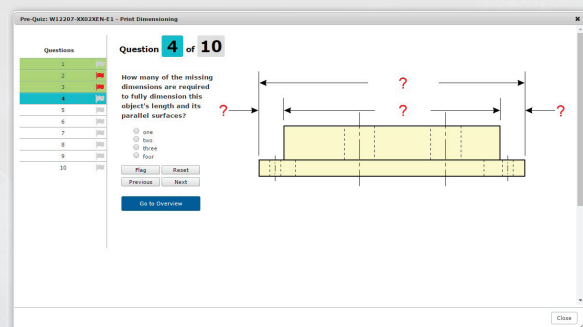 Pre-Quiz: W12207-XX02XEN-E1 - Print Dimensioning
x
Questions
1
2
3
4
5
6
7
8
9
10
Question 4 of 10
How many of the missing
dimensions are required
to fully dimension this
object's length and its
parallel surfaces?
one
two
three
four
Flag Reset
Previous Next
Go to Overview
?
? ? ?
Close